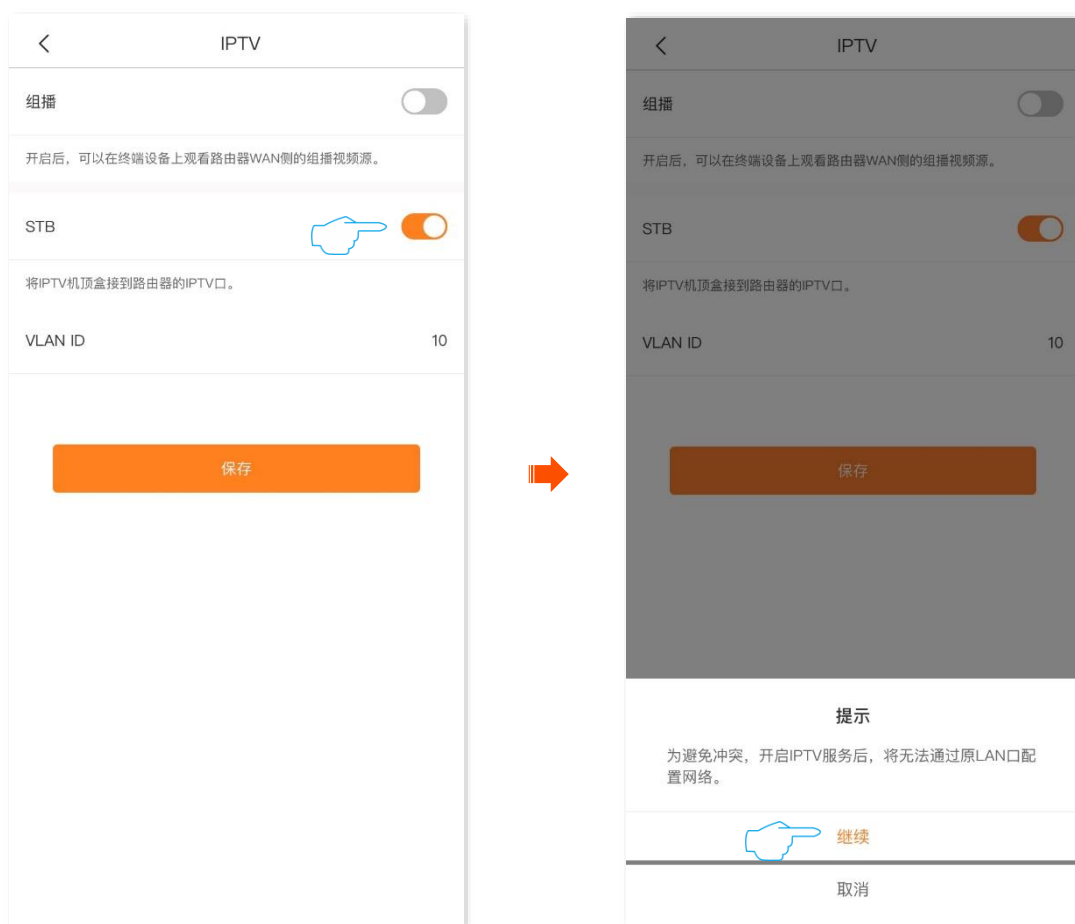 IPTV
组播
开启后，可以在终端设备上观看路由器WAN侧的组播视频源。
STB
将IPTV机顶盒接到路由器的IPTV口。
VLAN ID 10
保存
IPTV
组播
开启后，可以在终端设备上观看路由器WAN侧的组播视频源。
STB
将IPTV机顶盒接到路由器的IPTV口。
VLAN ID 10
保存
提示
为避免冲突，开启IPTV服务后，将无法通过原LAN口配
置网络。
继续
取消